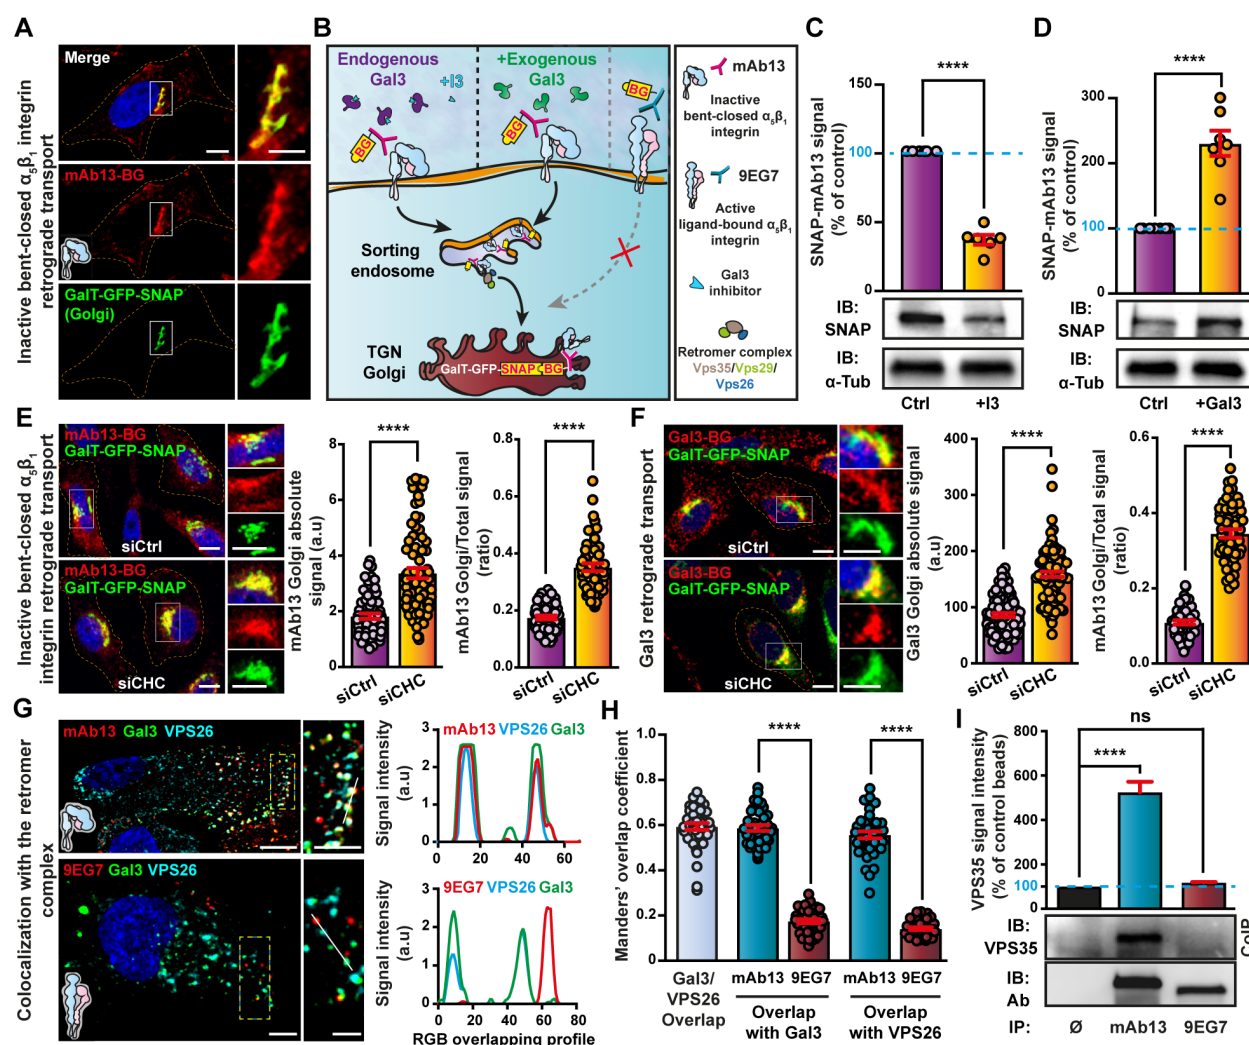 A
Inactive bent-closed α5β1 integrin
retrograde transport
Merge
mAb13-BG
GalT-GFP-SNAP
(Golgi)
B
Endogenous
Gal3
+I3
+Exogenous
Gal3
BG
BG
BG
Sorting
endosome
TGN
Golgi
GalT-GFP-SNAP-BG
mAb13
Inactive
bent-closed α5β1
integrin
9EG7
Active
ligand-bound α5β1
integrin
Gal3
inhibitor
Retromer complex
Vps35/Vps29/
Vps26
C
SNAP-mAb13 signal
(% of control)
150
100
50
0
****
IB:
SNAP
IB:
α-Tub
Ctrl
+I3
D
SNAP-mAb13 signal
(% of control)
300
200
100
0
****
IB:
SNAP
IB:
α-Tub
Ctrl
+Gal3
E
Inactive bent-closed α5β1
integrin retrograde transport
mAb13-BG
GalT-GFP-SNAP
siCtrl
mAb13-BG
GalT-GFP-SNAP
siCHC
mAb13 Golgi absolute
signal (a.u)
8
6
4
2
0
****
siCtrl
siCHC
mAb13 Golgi/Total signal
(ratio)
0.8
0.6
0.4
0.2
0.0
****
siCtrl
siCHC
F
Gal3 retrograde transport
Gal3-BG
GalT-GFP-SNAP
siCtrl
Gal3-BG
GalT-GFP-SNAP
siCHC
Gal3 Golgi absolute signal
(a.u)
400
300
200
100
0
****
siCtrl
siCHC
mAb13 Golgi/Total signal
(ratio)
0.6
0.4
0.2
0.0
****
siCtrl
siCHC
G
Colocalization with the retromer
complex
mAb13 Gal3 VPS26
9EG7 Gal3 VPS26
Signal intensity
(a.u)
mAb13 VPS26 Gal3
3
2
1
0
0
20
40
60
Signal intensity
(a.u)
9EG7 VPS26 Gal3
3
2
1
0
0
20
40
60
80
RGB overlapping profile
H
Manders' overlap coefficient
1.0
0.8
0.6
0.4
0.2
0.0
****
****
Gal3/
VPS26
Overlap
mAb13 9EG7
Overlap
with Gal3
mAb13 9EG7
Overlap
with VPS26
I
VPS35 signal intensity
(% of control beads)
800
600
400
200
100
0
ns
****
IB:
VPS35
IB:
Ab
CoIP
IP:
Ø
mAb13
9EG7